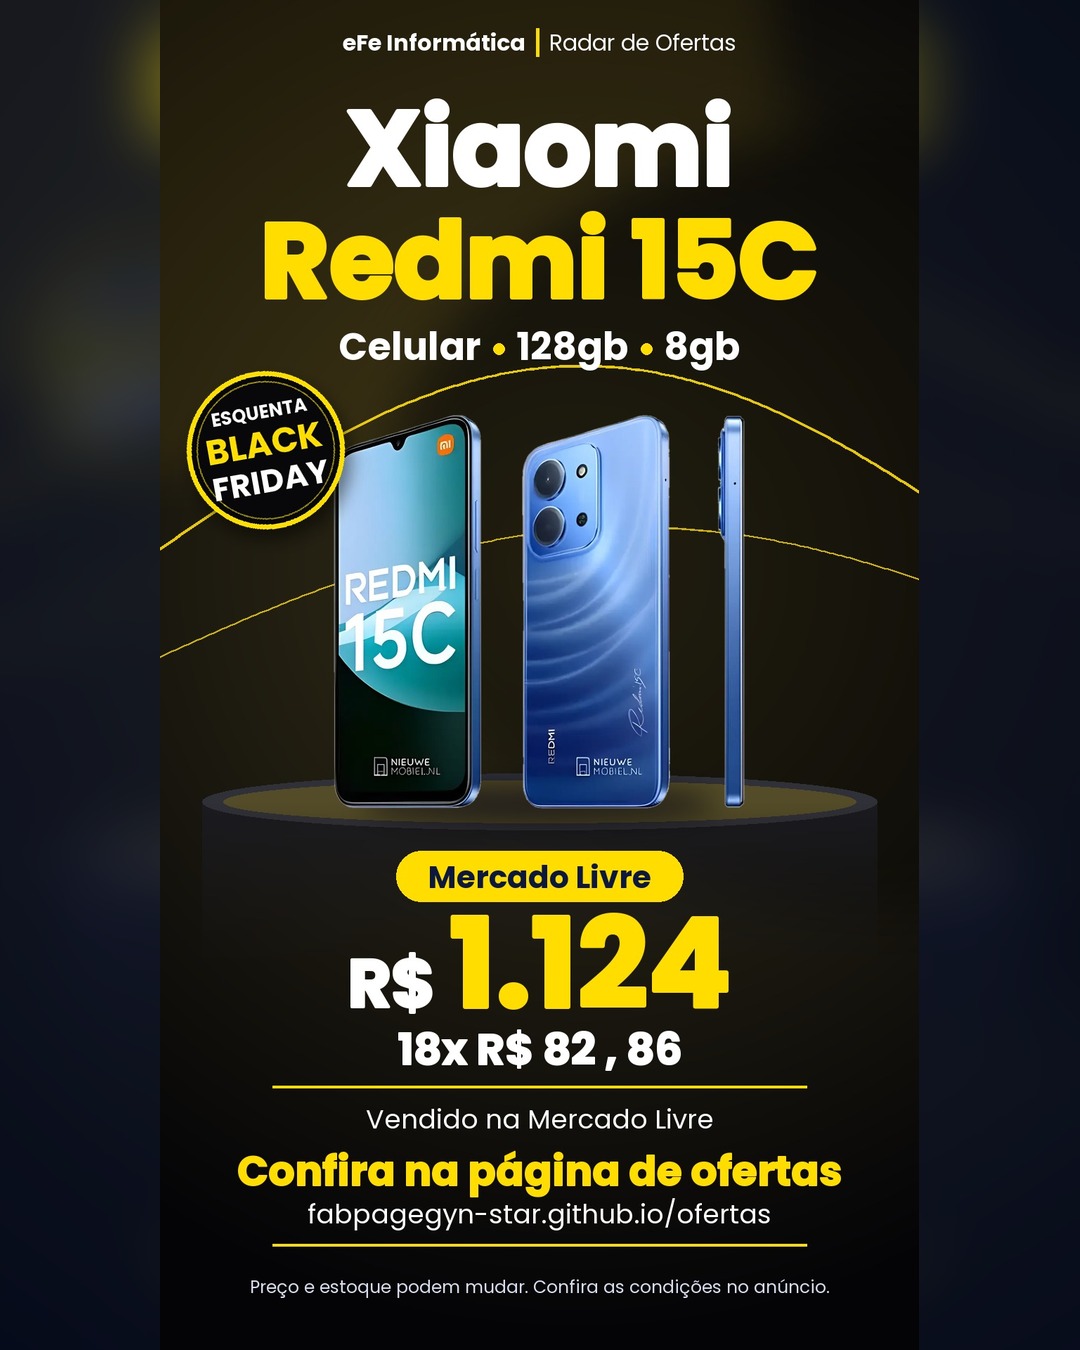 eFe Informática | Radar de Ofertas
Xiaomi
Redmi 15C
Celular • 128gb • 8gb
ESQUENTA
BLACK
FRIDAY
REDMI
15C
NIEUWE
MOBIEL.NL
Redmi 15C
REDMI
NIEUWE
MOBIEL.NL
Mercado Livre
R$ 1.124
18x R$ 82 , 86
Vendido na Mercado Livre
Confira na página de ofertas
fabpagegyn-star.github.io/ofertas
Preço e estoque podem mudar. Confira as condições no anúncio.